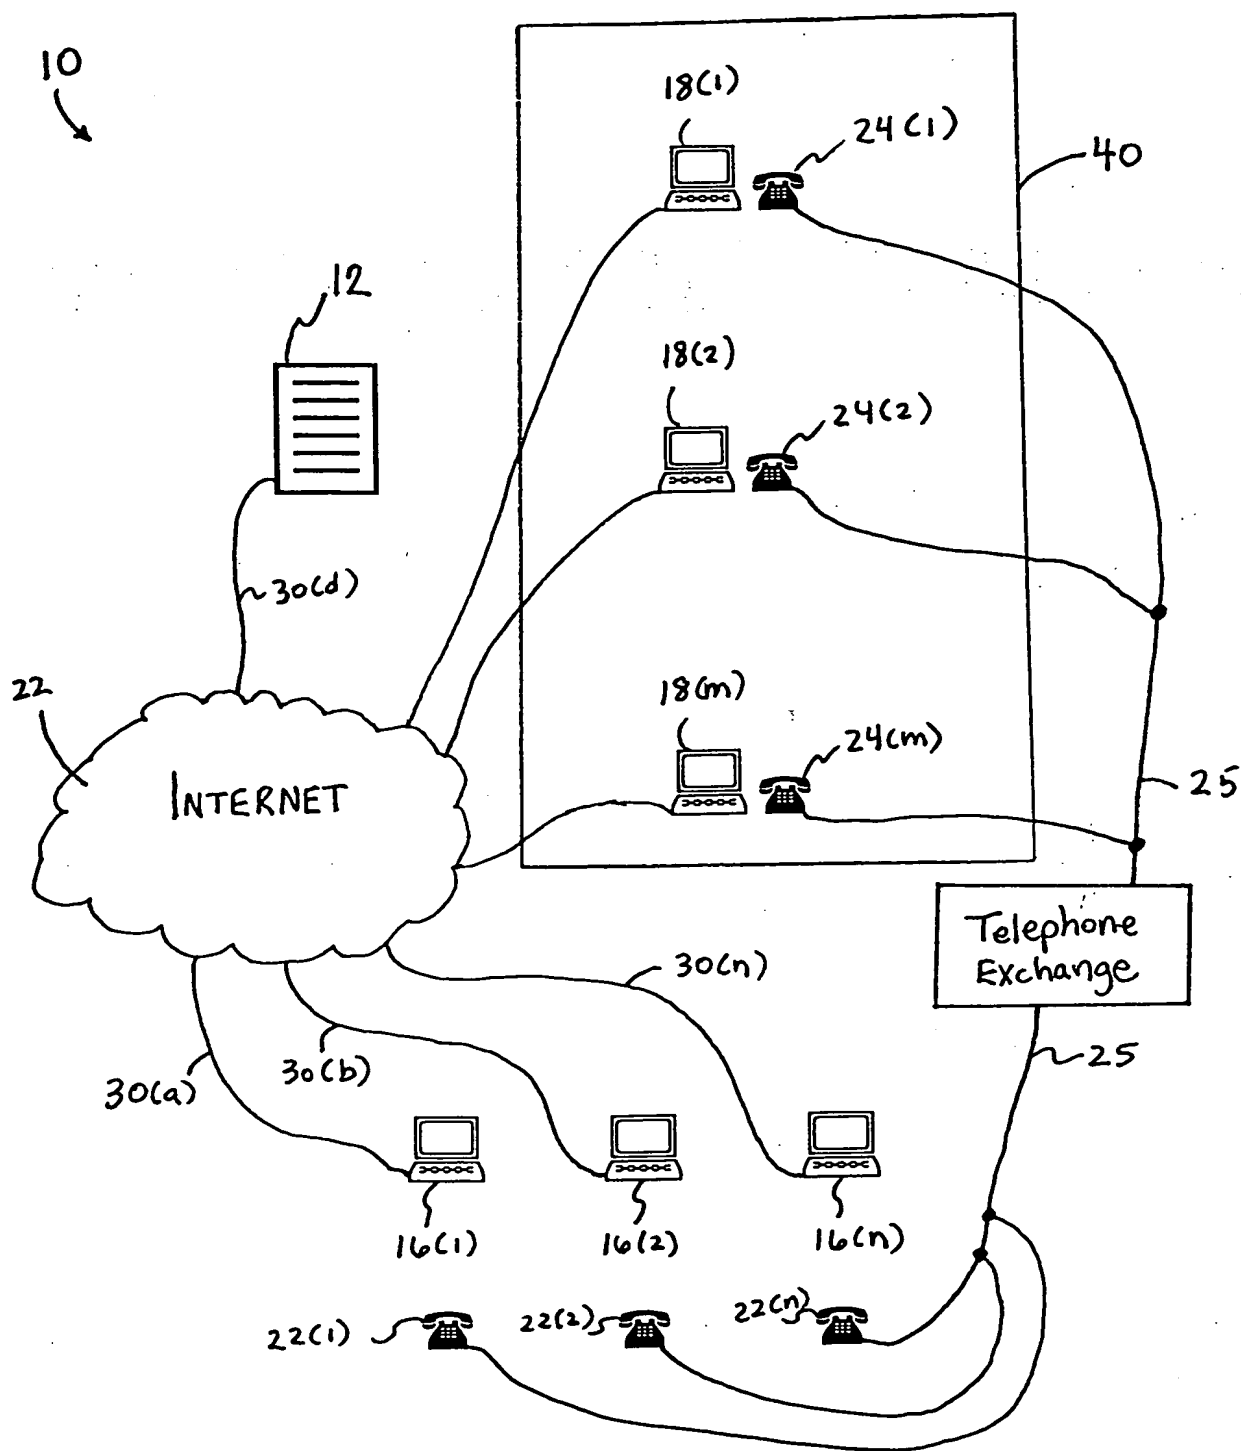 10
18(1)
24(1)
40
12
18(2)
24(2)
30(d)
22
18(m)
24(m)
INTERNET
25
Telephone
Exchange
30(n)
25
30(a)
30(b)
16(1)
16(2)
16(n)
22(1)
22(2)
22(n)